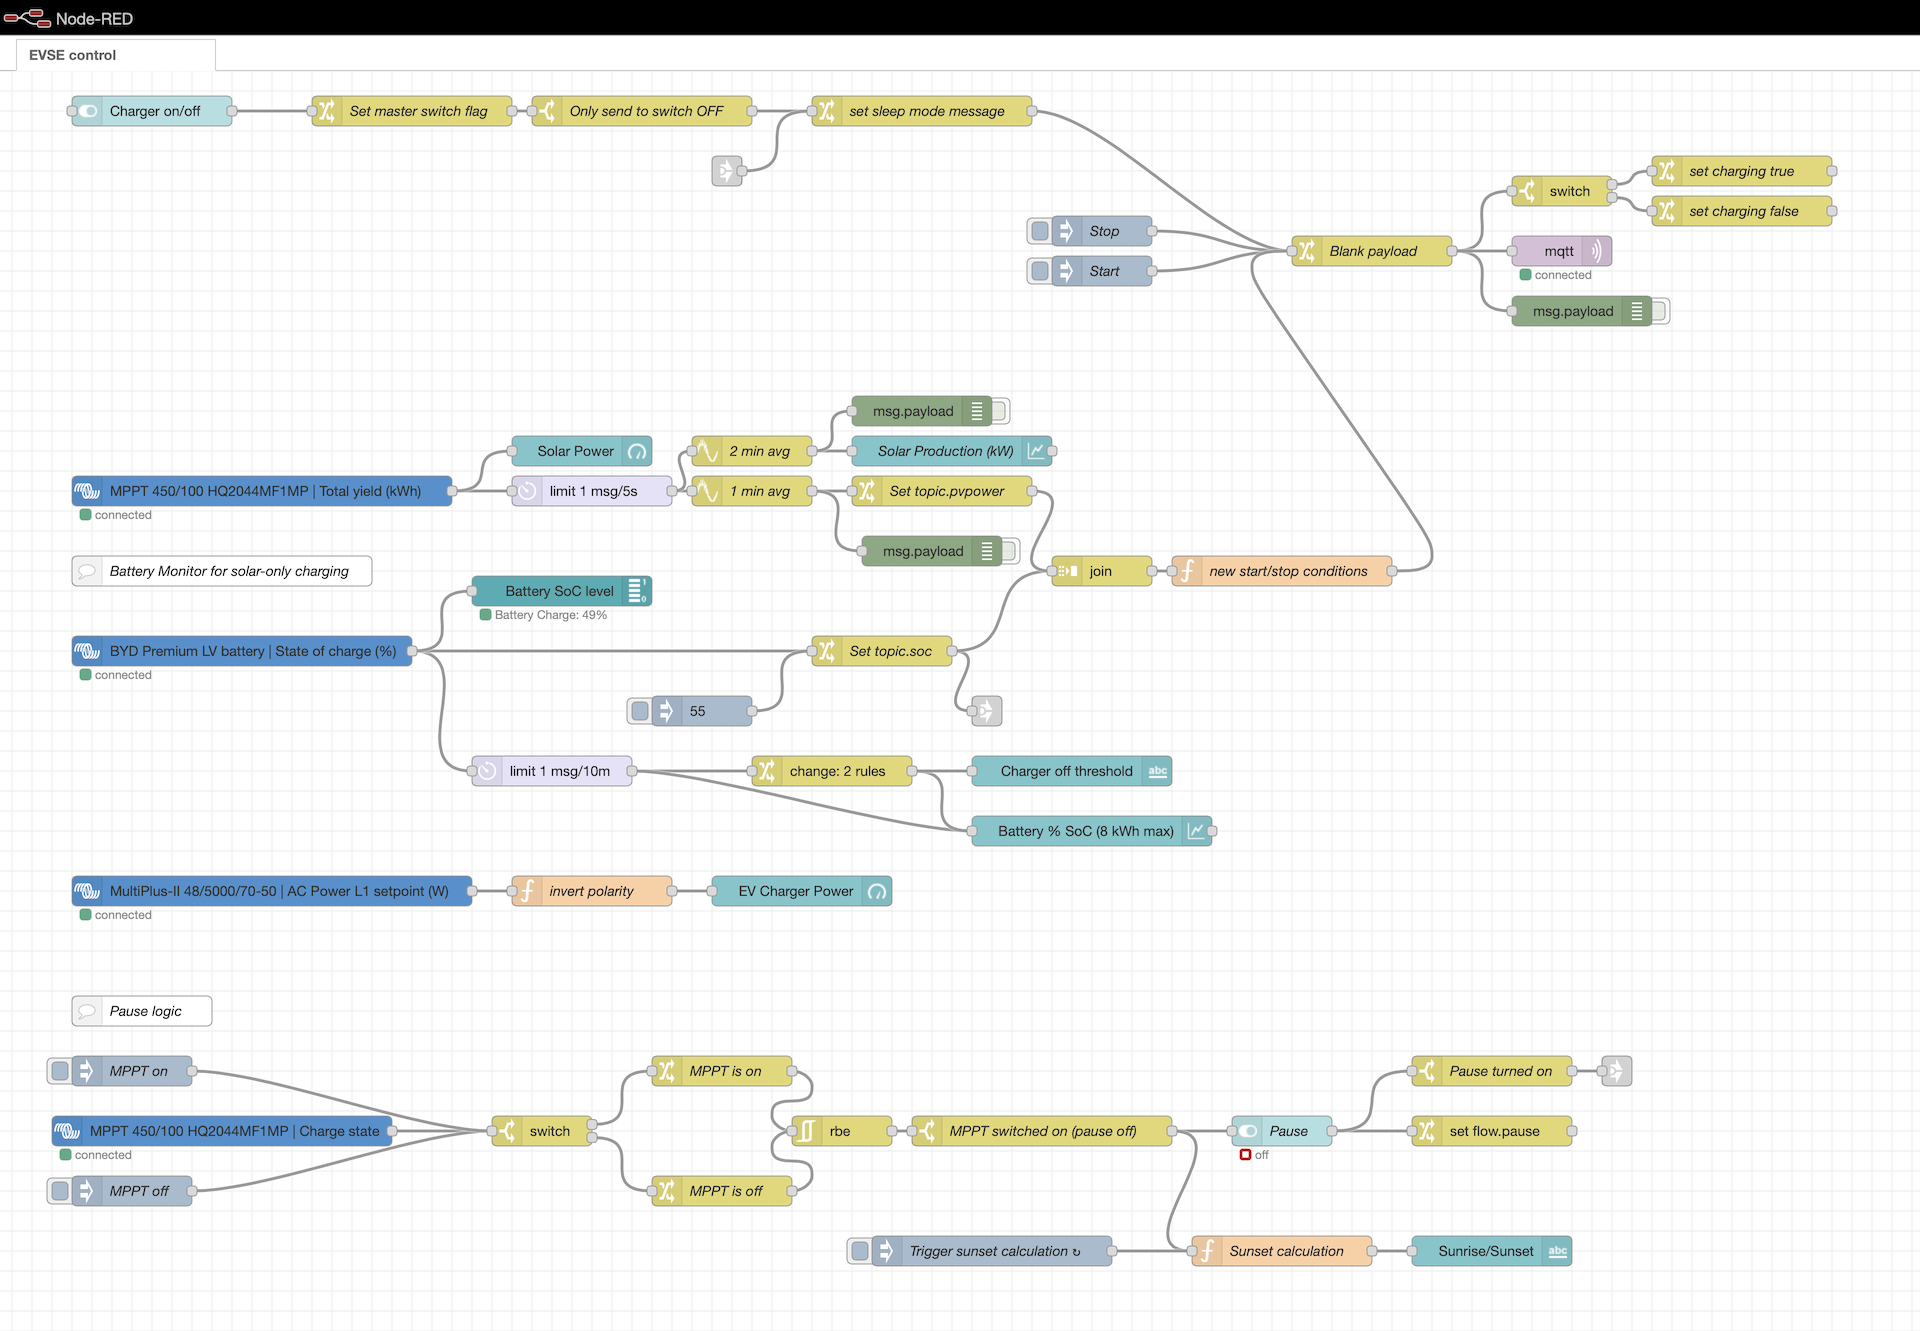 Node-RED
EVSE control
Charger on/off
Set master switch flag
Only send to switch OFF
set sleep mode message
set charging true
switch
set charging false
Stop
Start
Blank payload
mqtt
connected
msg.payload
msg.payload
Solar Power
2 min avg
Solar Production (kW)
MPPT 450/100 HQ2044MF1MP | Total yield (kWh)
connected
limit 1 msg/5s
1 min avg
Set topic.pvpower
msg.payload
Battery Monitor for solar-only charging
join
new start/stop conditions
Battery SoC level
Battery Charge: 49%
BYD Premium LV battery | State of charge (%)
connected
Set topic.soc
55
limit 1 msg/10m
change: 2 rules
Charger off threshold
abc
Battery % SoC (8 kWh max)
MultiPlus-II 48/5000/70-50 | AC Power L1 setpoint (W)
connected
invert polarity
EV Charger Power
Pause logic
MPPT on
MPPT is on
Pause turned on
MPPT 450/100 HQ2044MF1MP | Charge state
connected
switch
rbe
MPPT switched on (pause off)
Pause
off
set flow.pause
MPPT off
MPPT is off
Trigger sunset calculation ↻
Sunset calculation
Sunrise/Sunset
abc